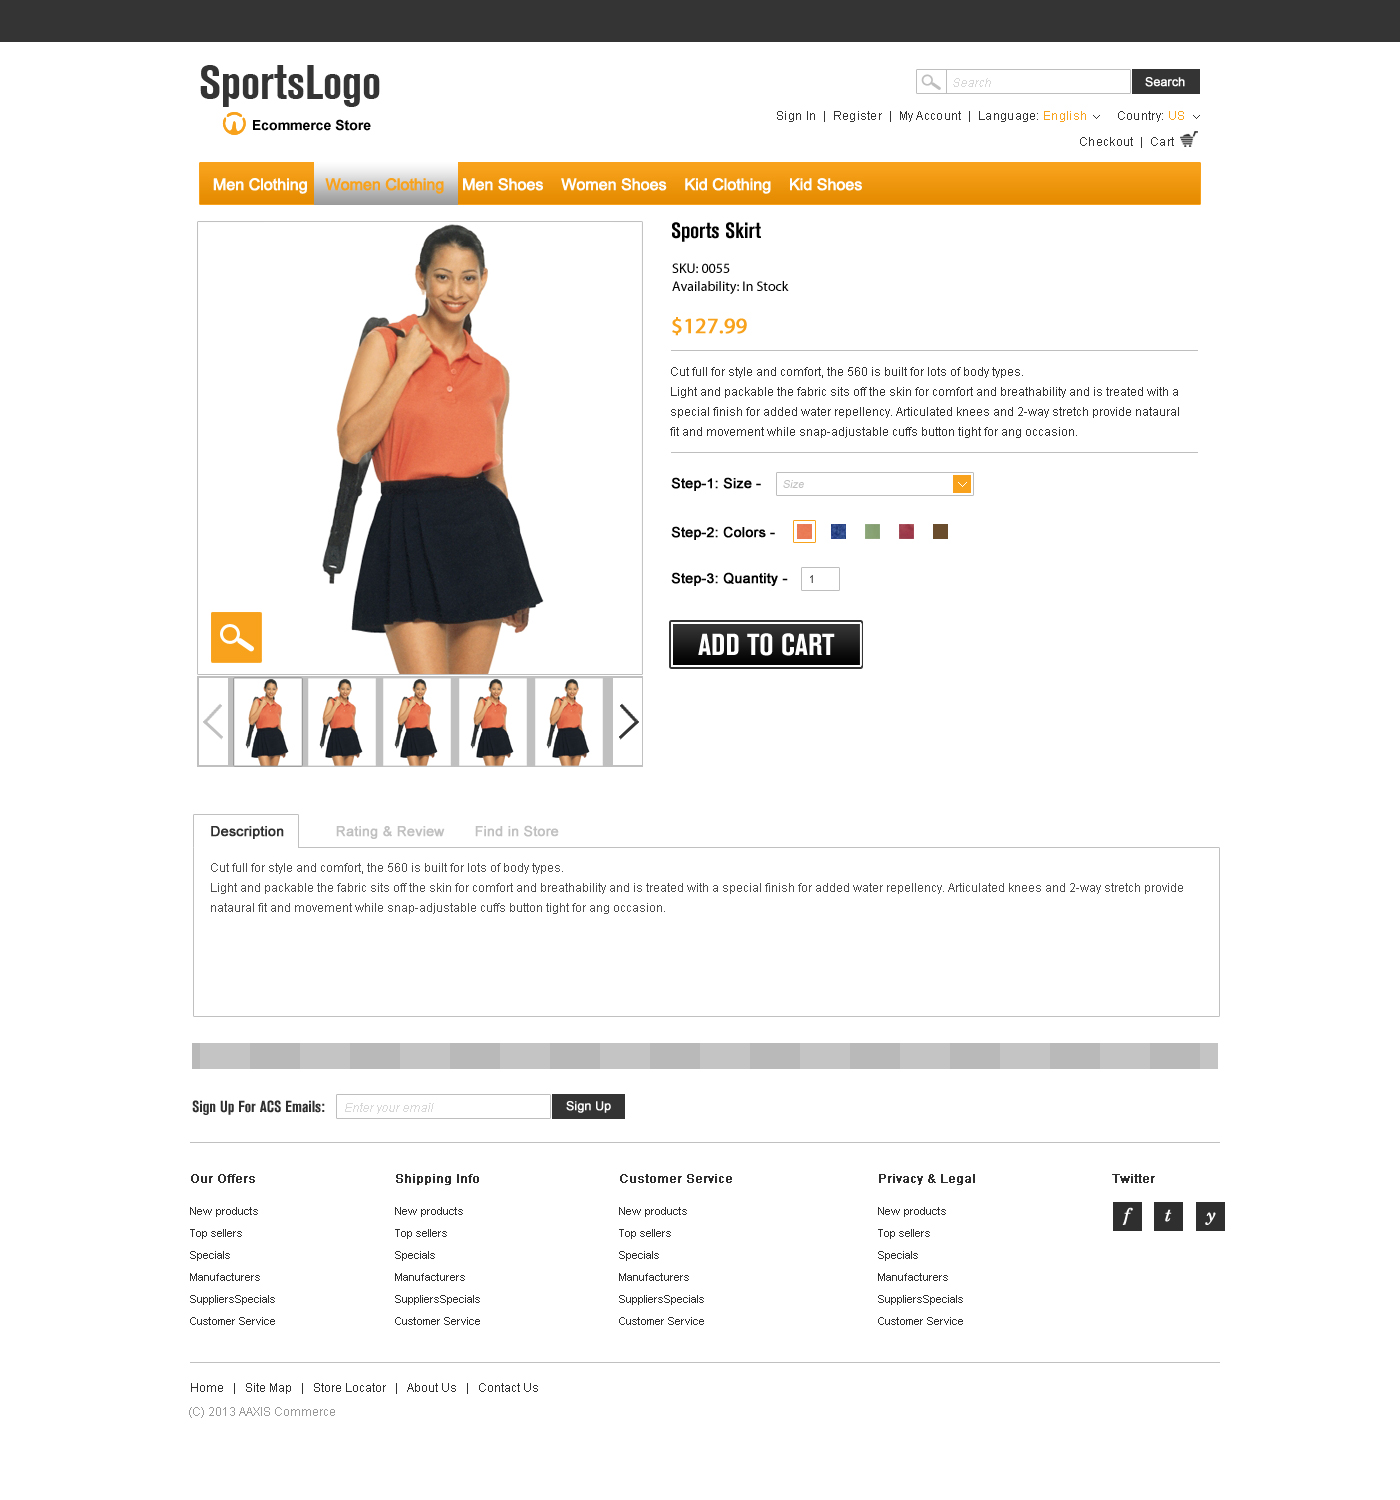 SportsLogo
Ecommerce Store
Search
Search
Sign In | Register | My Account | Language: English Country: US
Checkout | Cart
Men Clothing Women Clothing Men Shoes Women Shoes Kid Clothing Kid Shoes
Sports Skirt
SKU: 0055
Availability: In Stock
$127.99
Cut full for style and comfort, the 560 is built for lots of body types.
Light and packable the fabric sits off the skin for comfort and breathability and is treated with a
special finish for added water repellency. Articulated knees and 2-way stretch provide nataural
fit and movement while snap-adjustable cuffs button tight for ang occasion.
Step-1: Size - Size
Step-2: Colors -
Step-3: Quantity - 1
ADD TO CART
Description Rating & Review Find in Store
Cut full for style and comfort, the 560 is built for lots of body types.
Light and packable the fabric sits off the skin for comfort and breathability and is treated with a special finish for added water repellency. Articulated knees and 2-way stretch provide
nataural fit and movement while snap-adjustable cuffs button tight for ang occasion.
Sign Up For ACS Emails: Enter your email Sign Up
Our Offers Shipping Info Customer Service Privacy & Legal Twitter
New products New products New products New products f t y
Top sellers Top sellers Top sellers Top sellers
Specials Specials Specials Specials
Manufacturers Manufacturers Manufacturers Manufacturers
SuppliersSpecials SuppliersSpecials SuppliersSpecials SuppliersSpecials
Customer Service Customer Service Customer Service Customer Service
Home | Site Map | Store Locator | About Us | Contact Us
(C) 2013 AAXIS Commerce